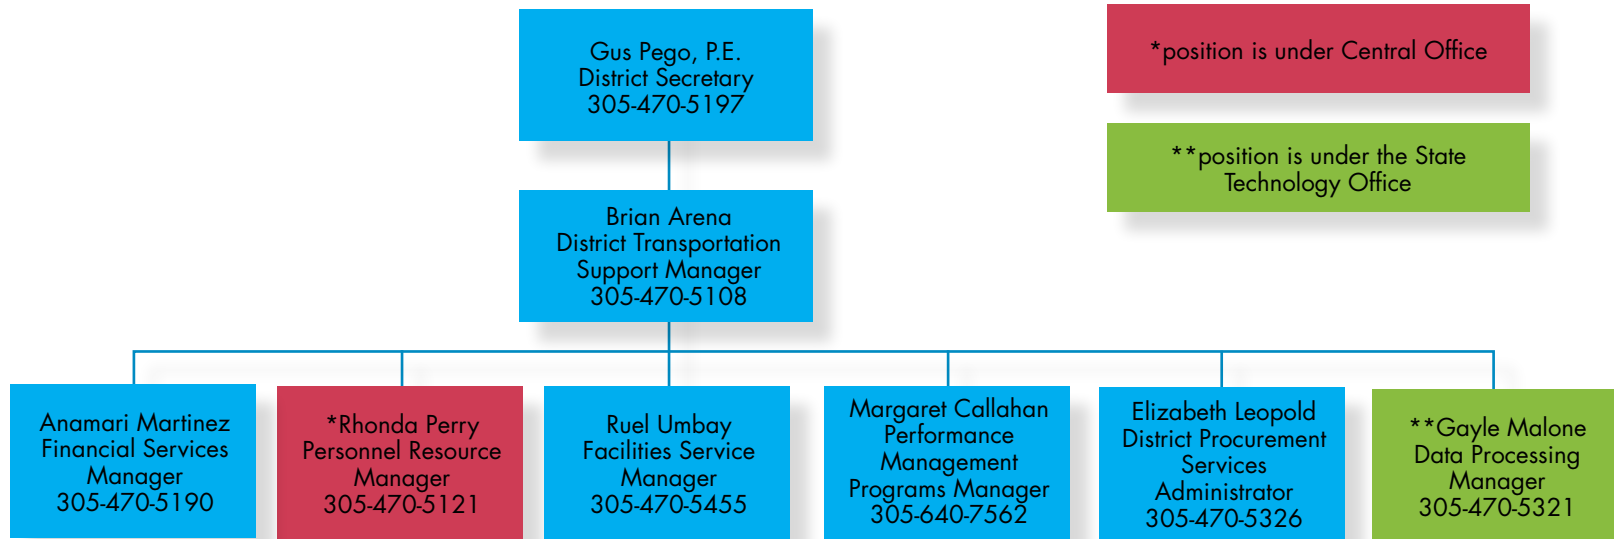 Gus Pego, P.E.
District Secretary
305-470-5197
*position is under Central Office
**position is under the State
Technology Office
Brian Arena
District Transportation
Support Manager
305-470-5108
Anamari Martinez
Financial Services
Manager
305-470-5190
*Rhonda Perry
Personnel Resource
Manager
305-470-5121
Ruel Umbay
Facilities Service
Manager
305-470-5455
Margaret Callahan
Performance
Management
Programs Manager
305-640-7562
Elizabeth Leopold
District Procurement
Services
Administrator
305-470-5326
**Gayle Malone
Data Processing
Manager
305-470-5321